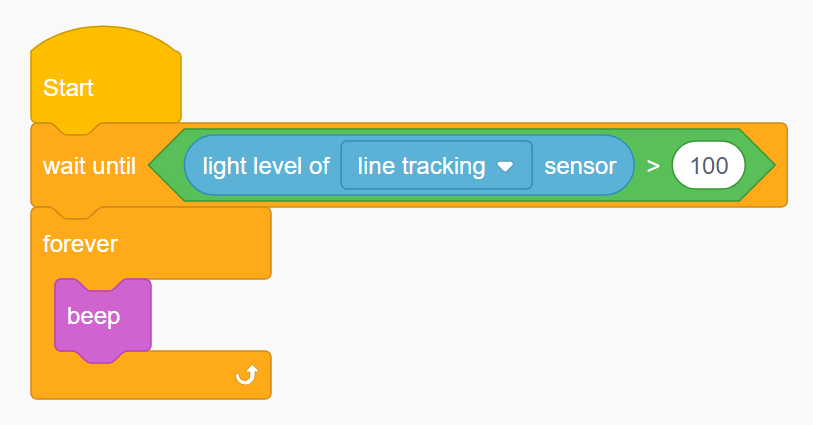 Start
wait until light level of line tracking sensor > 100
forever
beep